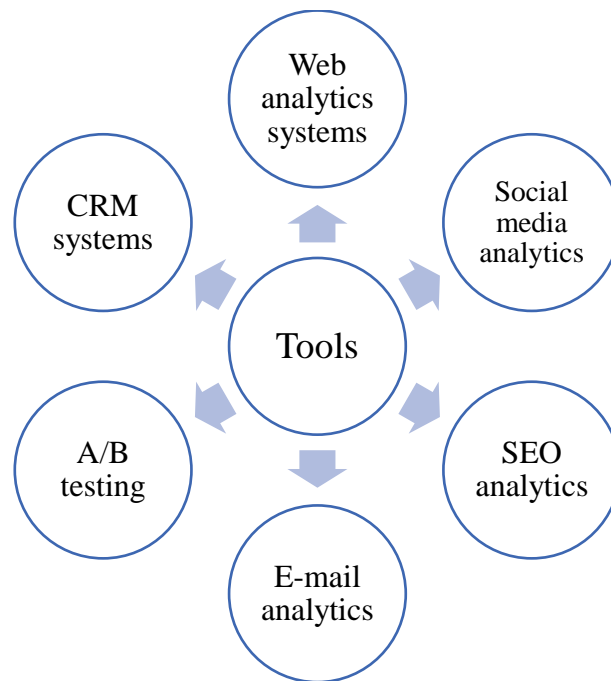 Web
analytics
systems
CRM
systems
Social
media
analytics
Tools
A/B
testing
SEO
analytics
E-mail
analytics